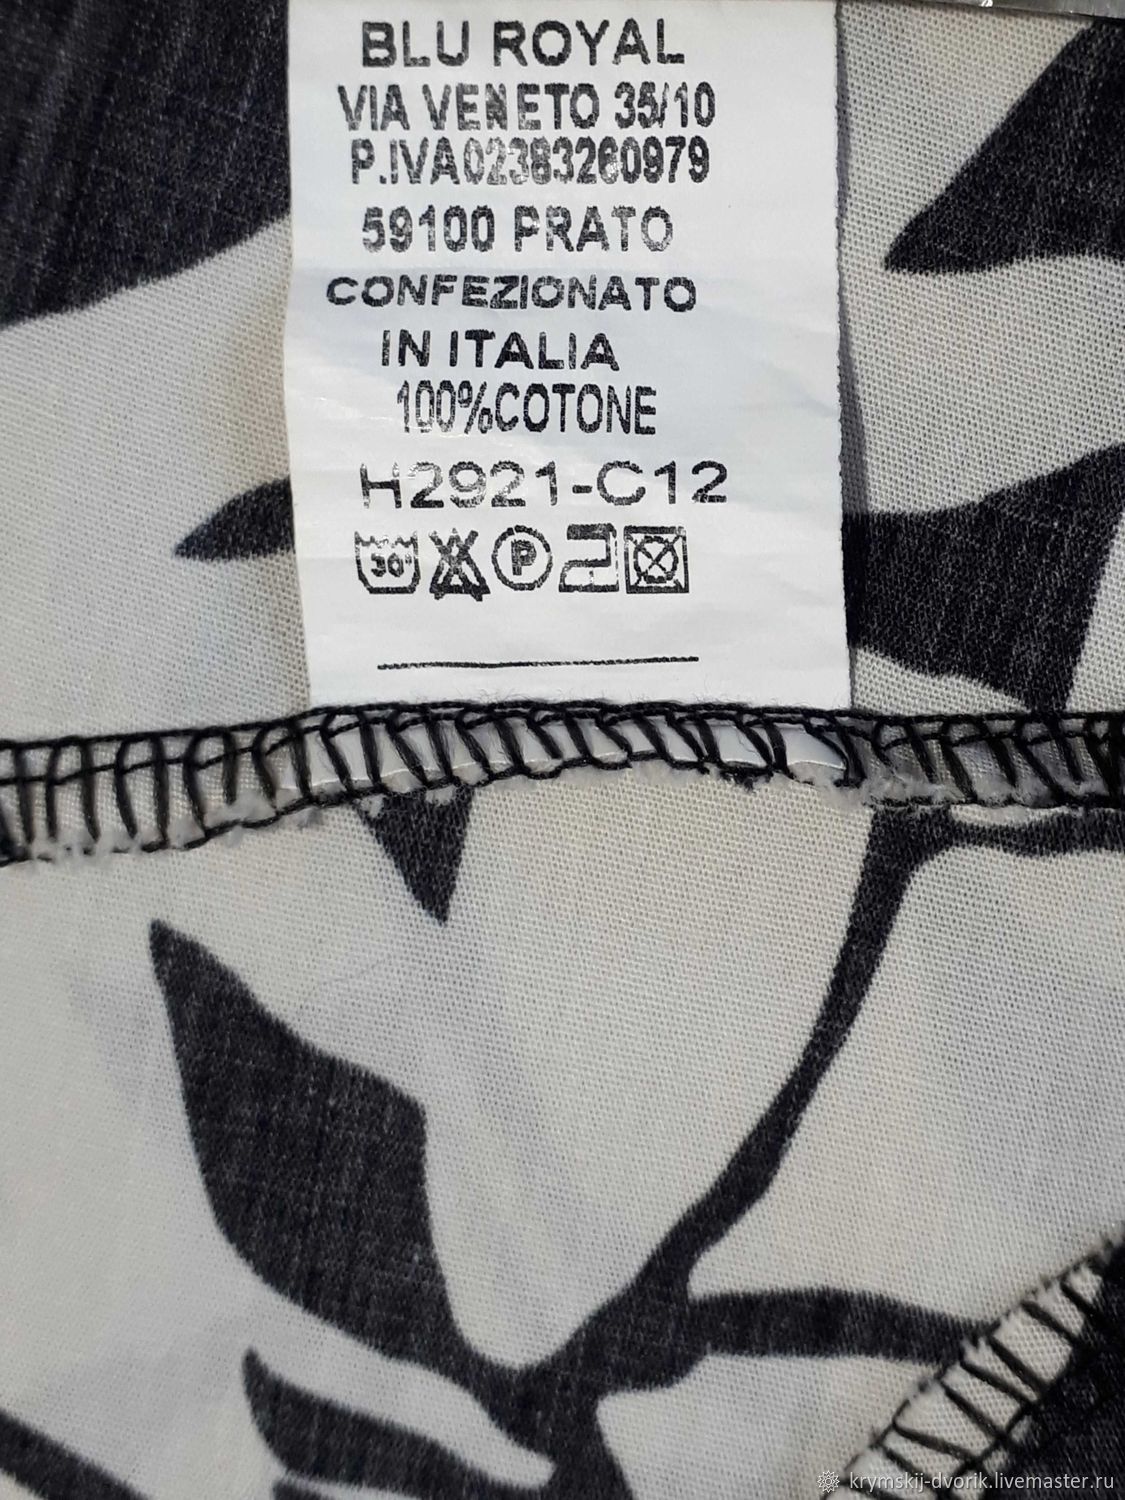 BLU ROYAL
VIA VENETO 35/10
P.IVA02383260979
59100 PRATO
CONFEZIONATO
IN ITALIA
100%COTONE
H2921-C12
30° P
krymskij-dvorik.livemaster.ru